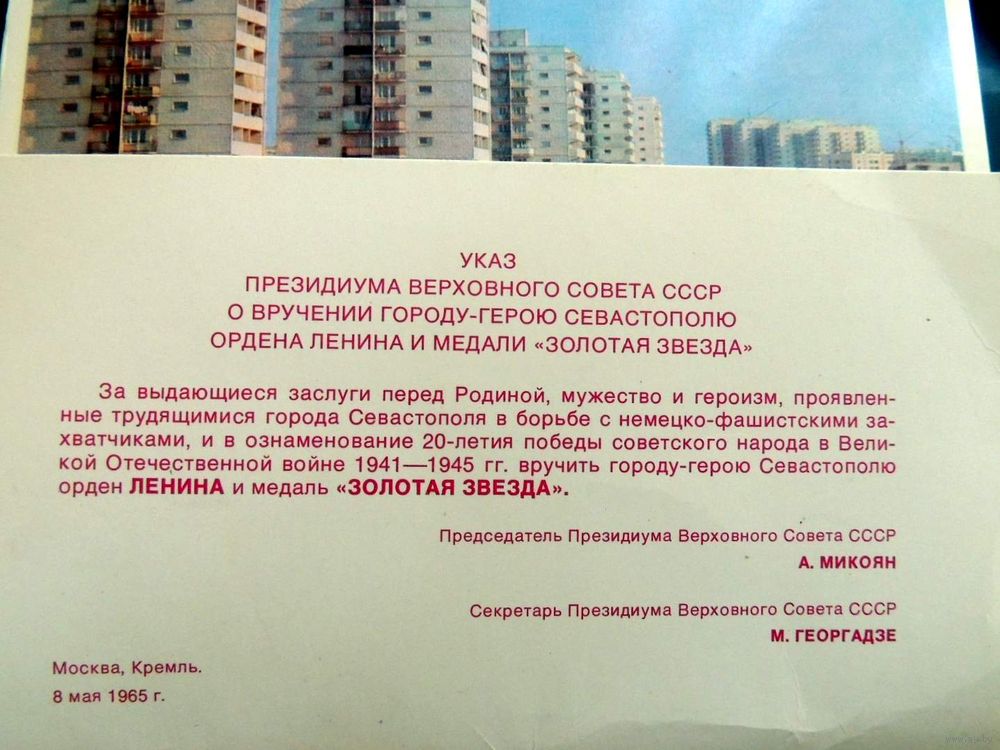 УКАЗ
ПРЕЗИДИУМА ВЕРХОВНОГО СОВЕТА СССР
О ВРУЧЕНИИ ГОРОДУ-ГЕРОЮ СЕВАСТОПОЛЮ
ОРДЕНА ЛЕНИНА И МЕДАЛИ «ЗОЛОТАЯ ЗВЕЗДА»
За выдающиеся заслуги перед Родиной, мужество и героизм, проявлен-
ные трудящимися города Севастополя в борьбе с немецко-фашистскими за-
хватчиками, и в ознаменование 20-летия победы советского народа в Вели-
кой Отечественной войне 1941—1945 гг. вручить городу-герою Севастополю
орден ЛЕНИНА и медаль «ЗОЛОТАЯ ЗВЕЗДА».
Председатель Президиума Верховного Совета СССР
А. МИКОЯН
Секретарь Президиума Верховного Совета СССР
М. ГЕОРГАДЗЕ
Москва, Кремль.
8 мая 1965 г.